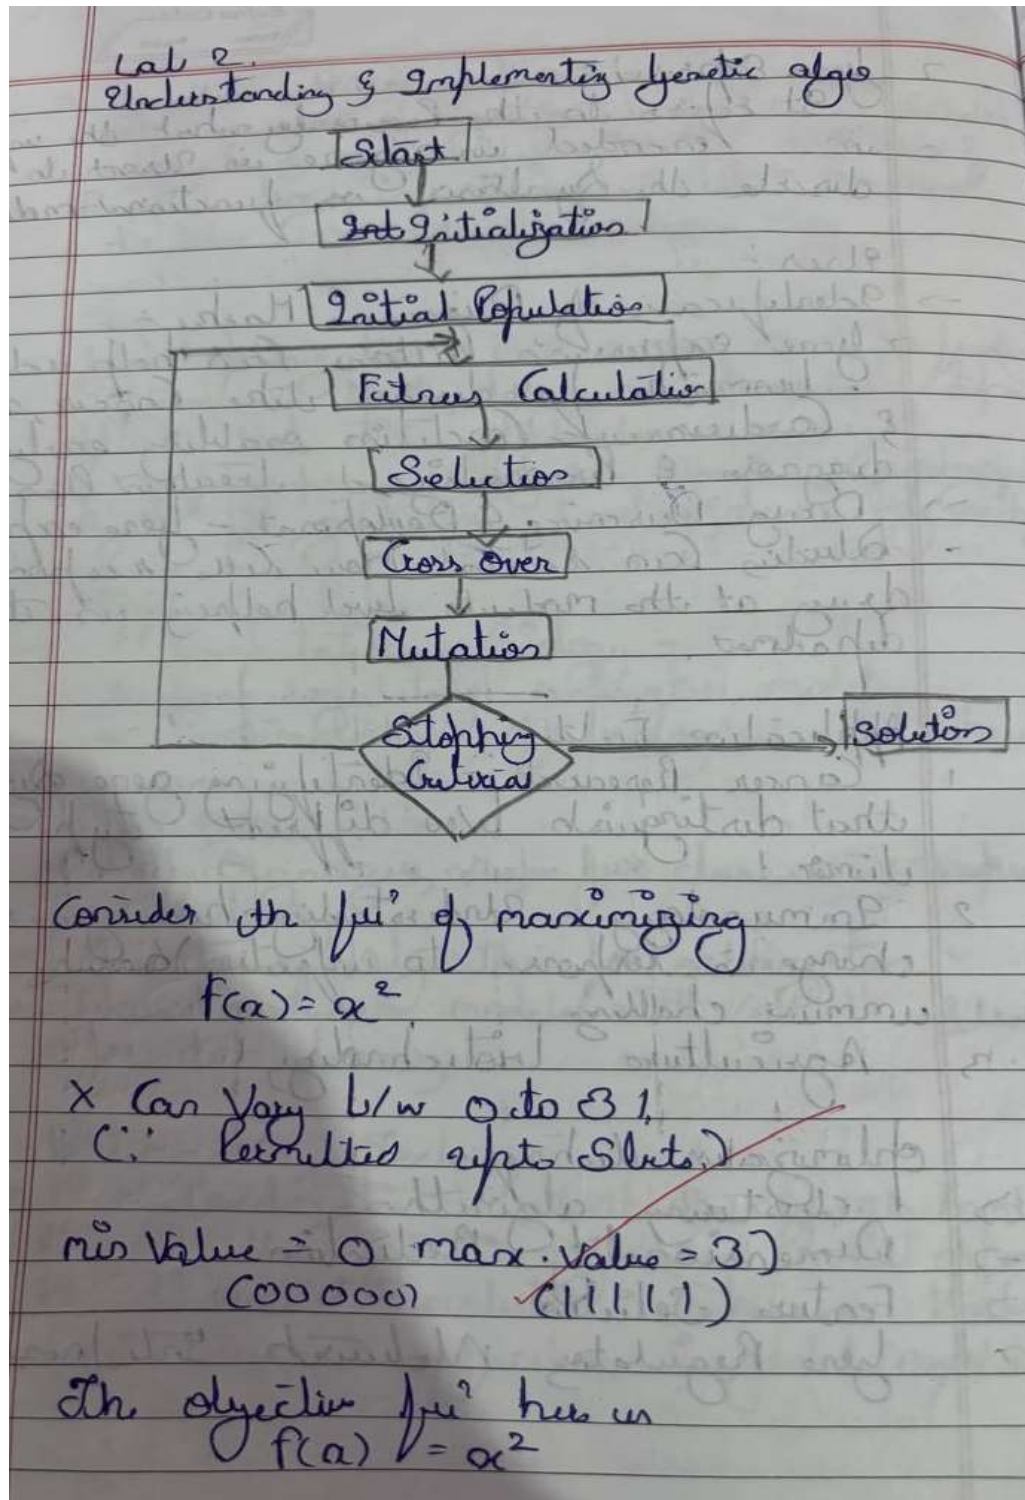 Lab 2.
Understanding & Implementing Genetic algo
Start
Initialization
Initial Population
Fitness Calculation
Selection
Cross over
Mutation
Stopping
Criteria
Solution
Consider the fun' of maximizing
f(x) = x²
X Can Vary b/w 0 to 31,
(∵ Permitted upto 5 bits.)
min Value = 0 max. Value = 31
(00000) (11111)
The objective fun' here is
f(x) = x²